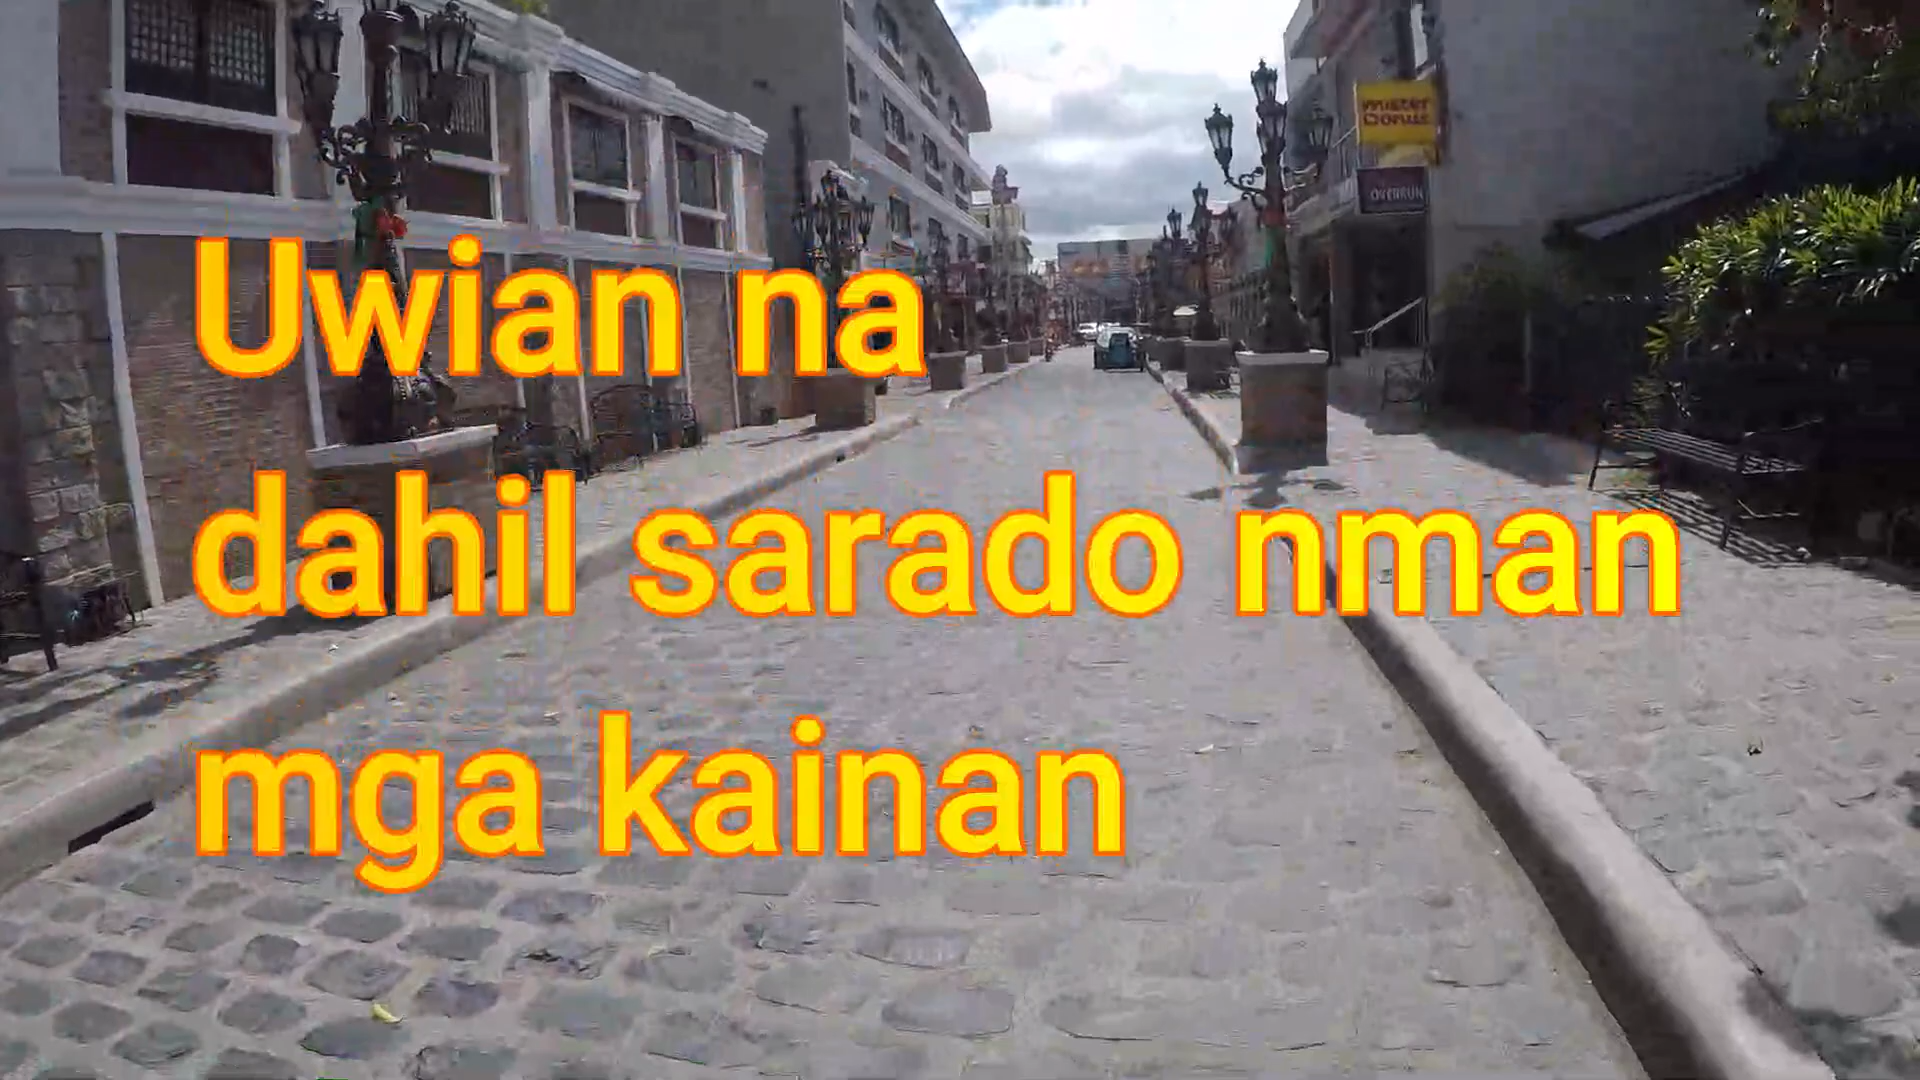 mister
Donut
OVERRUN
Uwian na
dahil sarado nman
mga kainan